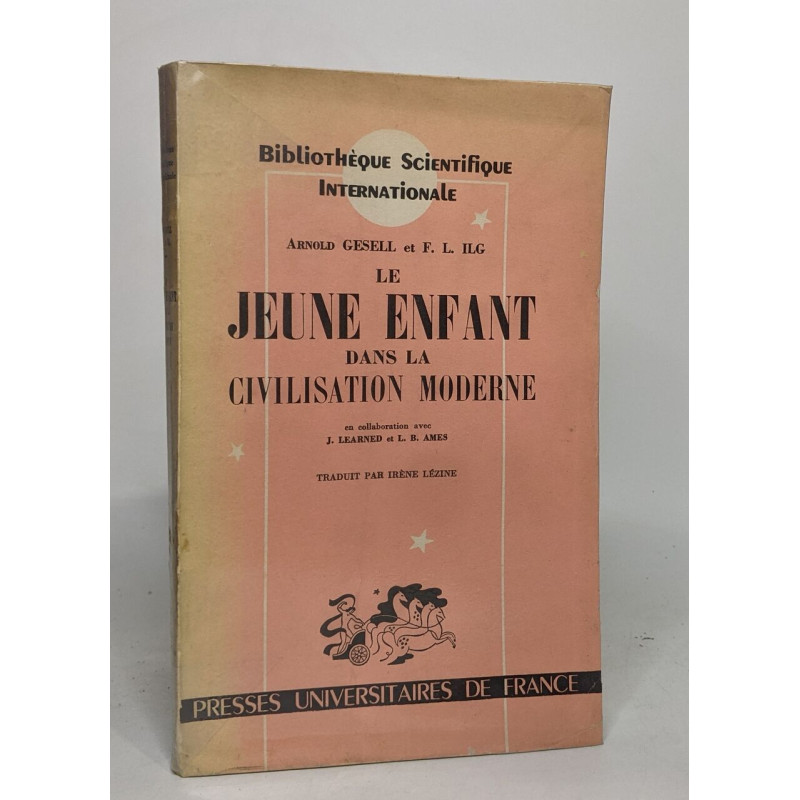 Bibliothèque Scientifique
Internationale
Arnold GESELL et F. L. ILG
LE
JEUNE ENFANT
DANS LA
CIVILISATION MODERNE
en collaboration avec
J. LEARNED et L. B. AMES
TRADUIT PAR IRÈNE LÉZINE
PRESSES UNIVERSITAIRES DE FRANCE